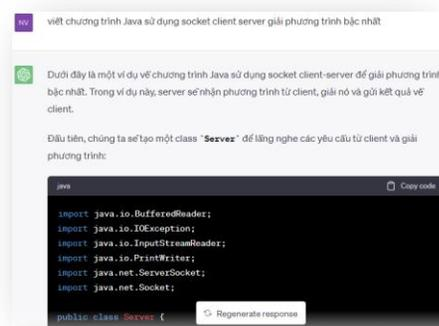 NV
viết chương trình Java sử dụng socket client server giải phương trình bậc nhất
Dưới đây là một ví dụ về chương trình Java sử dụng socket client-server để giải phương trình
bậc nhất. Trong ví dụ này, server sẽ nhận phương trình từ client, giải nó và gửi kết quả về
client.
Đầu tiên, chúng ta sẽ tạo một class `Server` để lắng nghe các yêu cầu từ client và giải
phương trình:
java
Copy code
import java.io.BufferedReader;
import java.io.IOException;
import java.io.InputStreamReader;
import java.io.PrintWriter;
import java.net.ServerSocket;
import java.net.Socket;
public class Server {
Regenerate response